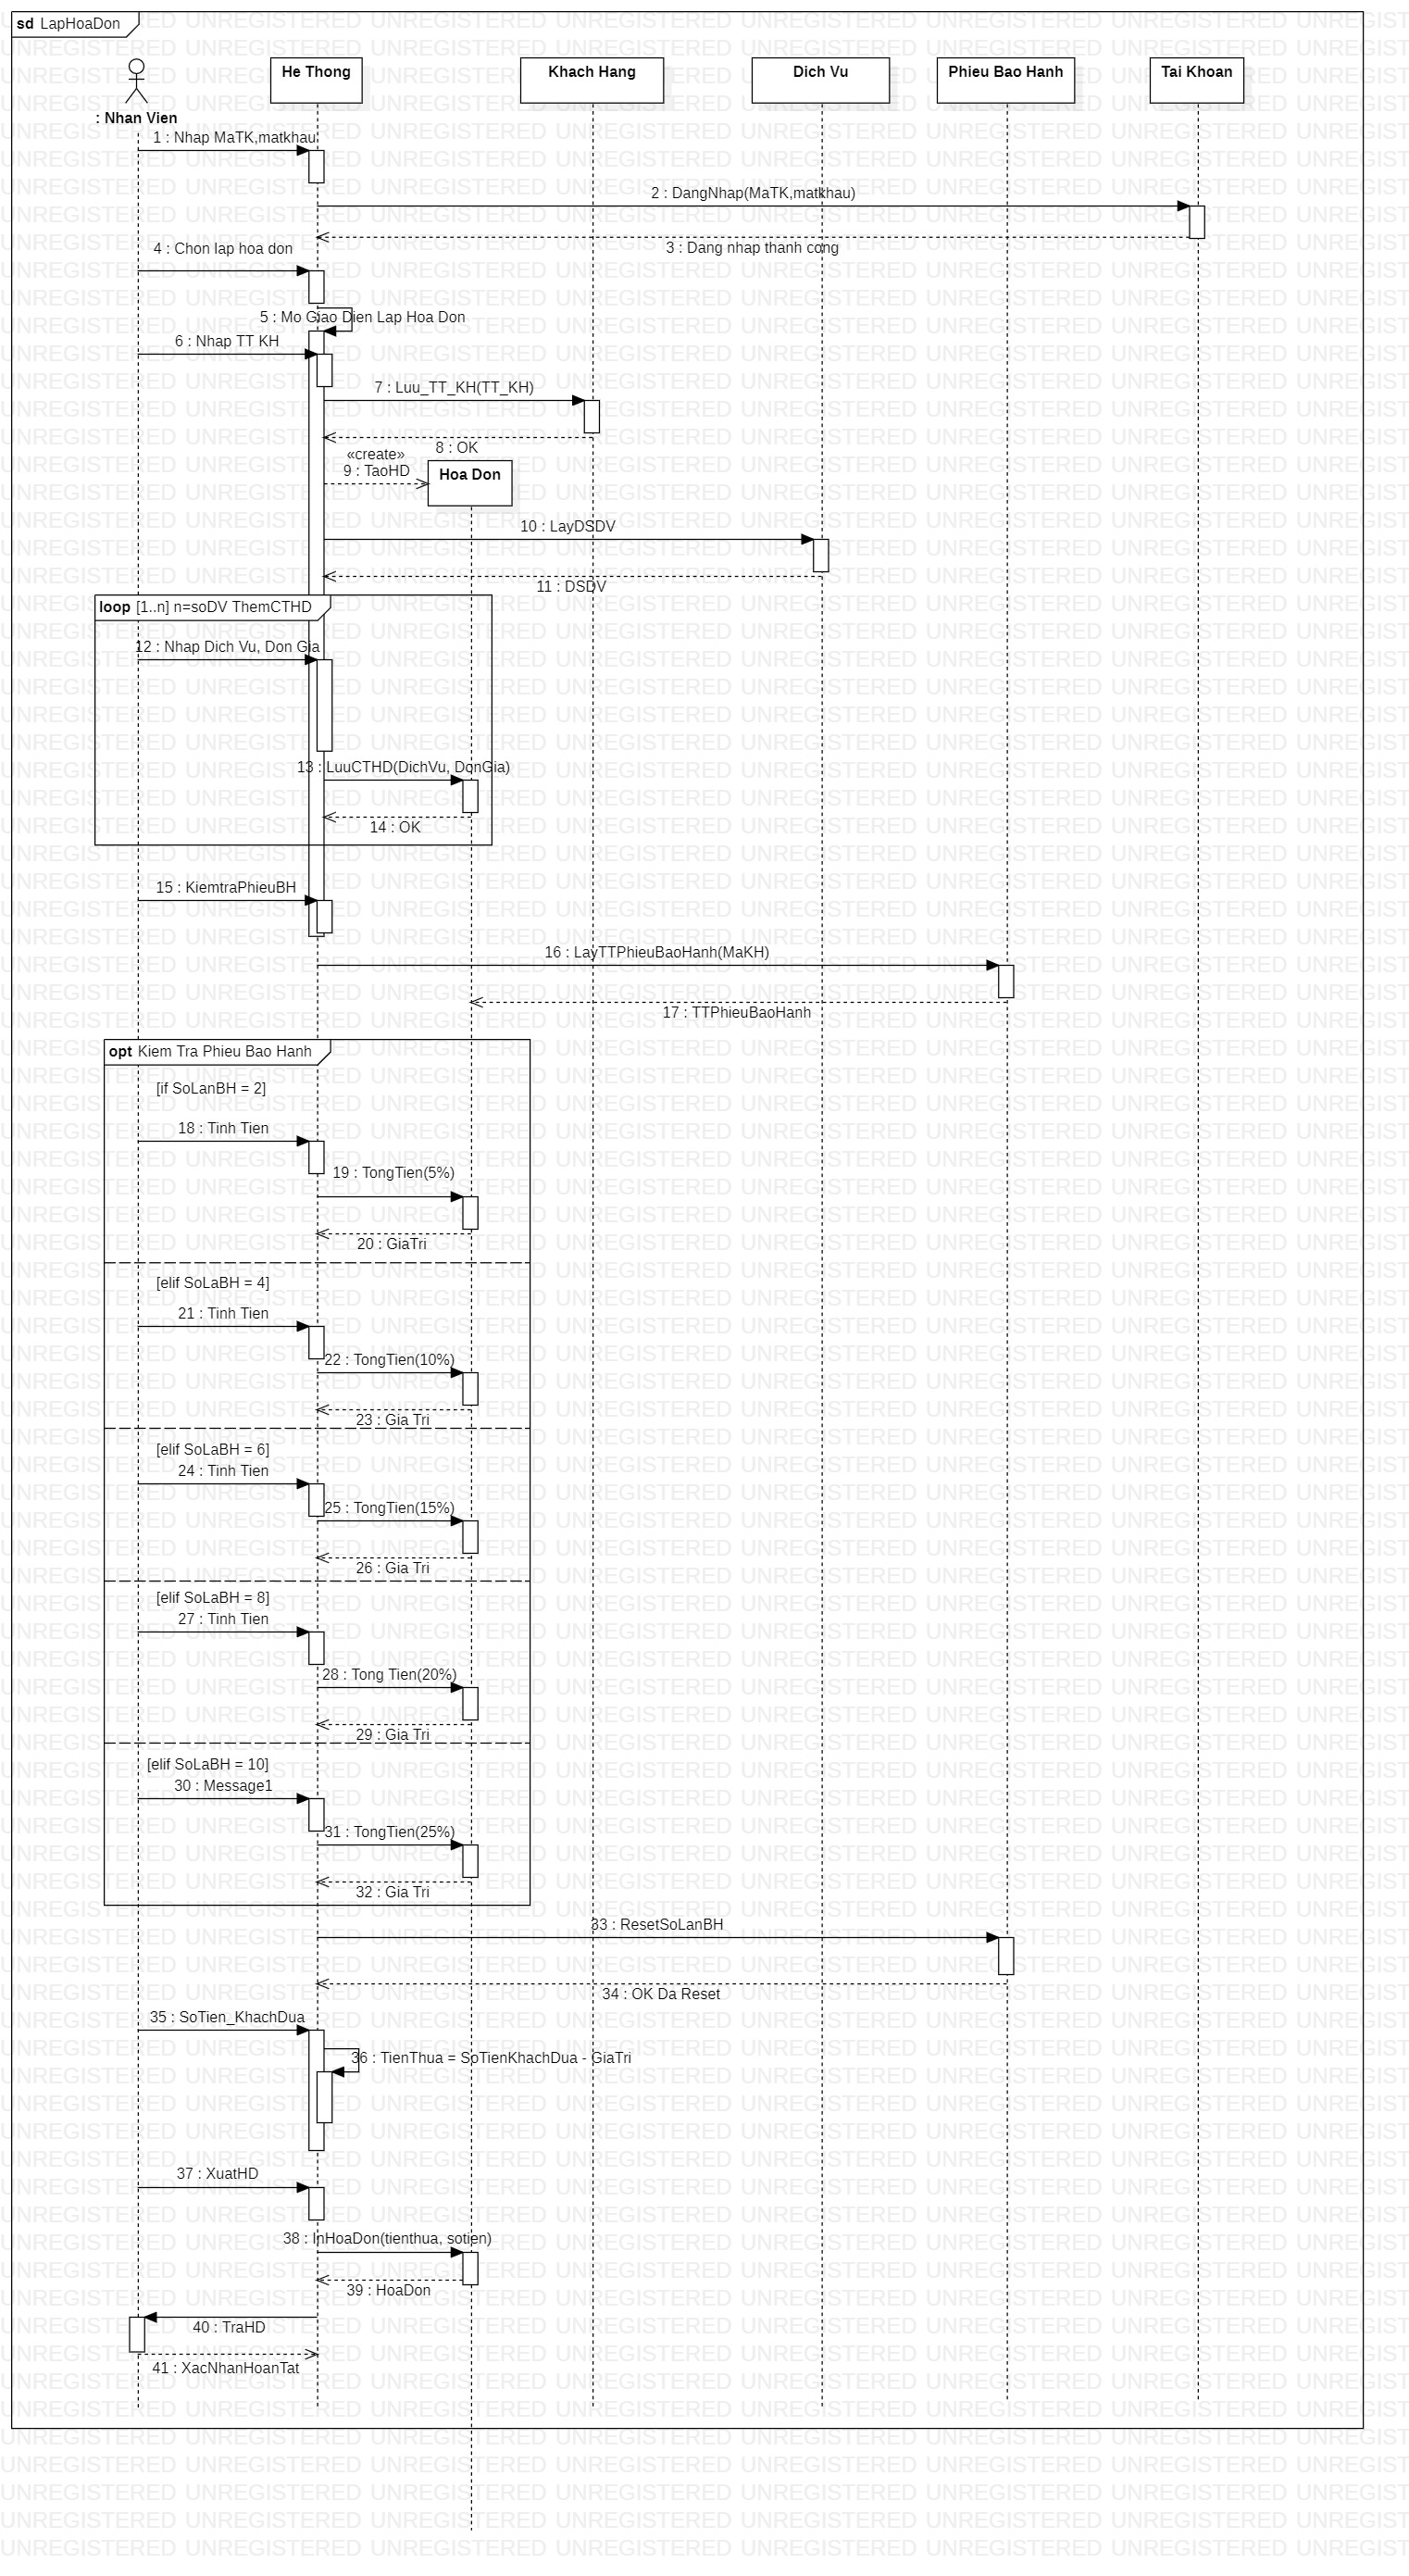 sd LapHoaDon
He Thong
Khach Hang
Dich Vu
Phieu Bao Hanh
Tai Khoan
: Nhan Vien
1 : Nhap MaTK,matkhau
2 : DangNhap(MaTK,matkhau)
3 : Dang nhap thanh cong
4 : Chon lap hoa don
5 : Mo Giao Dien Lap Hoa Don
6 : Nhap TT KH
7 : Luu_TT_KH(TT_KH)
8 : OK
«create»
9 : TaoHD
Hoa Don
10 : LayDSDV
11 : DSDV
loop [1..n] n=soDV ThemCTHD
12 : Nhap Dich Vu, Don Gia
13 : LuuCTHD(DichVu, DonGia)
14 : OK
15 : KiemtraPhieuBH
16 : LayTTPhieuBaoHanh(MaKH)
17 : TTPhieuBaoHanh
opt Kiem Tra Phieu Bao Hanh
[if SoLanBH = 2]
18 : Tinh Tien
19 : TongTien(5%)
20 : GiaTri
[elif SoLaBH = 4]
21 : Tinh Tien
22 : TongTien(10%)
23 : Gia Tri
[elif SoLaBH = 6]
24 : Tinh Tien
25 : TongTien(15%)
26 : Gia Tri
[elif SoLaBH = 8]
27 : Tinh Tien
28 : Tong Tien(20%)
29 : Gia Tri
[elif SoLaBH = 10]
30 : Message1
31 : TongTien(25%)
32 : Gia Tri
33 : ResetSoLanBH
34 : OK Da Reset
35 : SoTien_KhachDua
36 : TienThua = SoTienKhachDua - GiaTri
37 : XuatHD
38 : InHoaDon(tienthua, sotien)
39 : HoaDon
40 : TraHD
41 : XacNhanHoanTat
UNREGISTERED